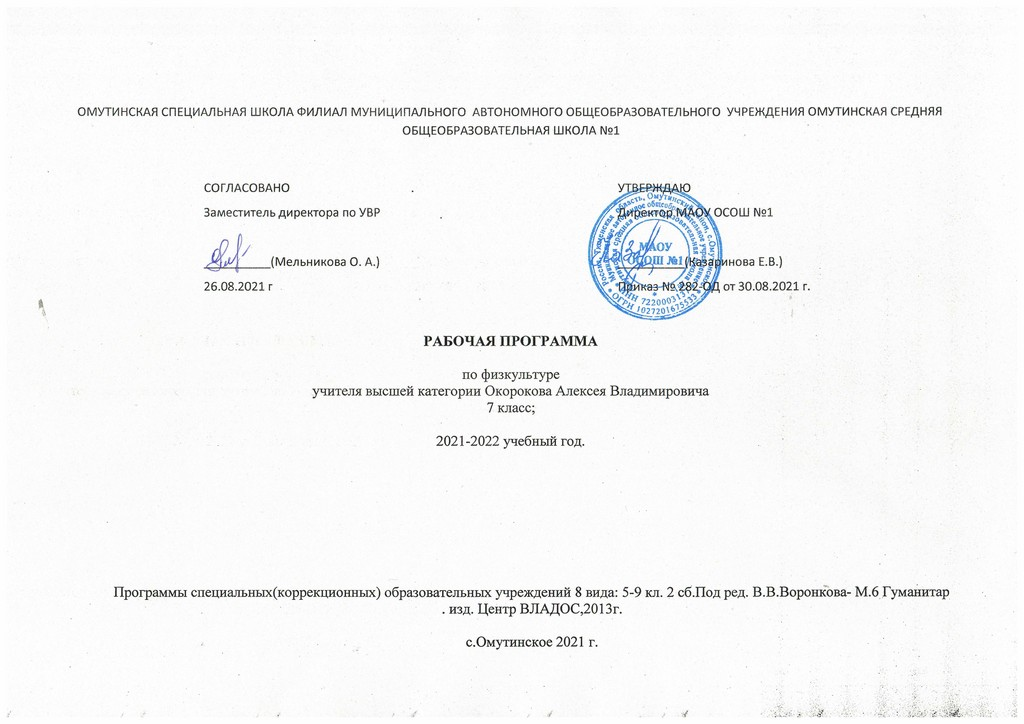 ОМУТИНСКАЯ СПЕЦИАЛЬНАЯ ШКОЛА ФИЛИАЛ МУНИЦИПАЛЬНОГО АВТОНОМНОГО ОБЩЕОБРАЗОВАТЕЛЬНОГО УЧРЕЖДЕНИЯ ОМУТИНСКАЯ СРЕДНЯЯ
ОБЩЕОБРАЗОВАТЕЛЬНАЯ ШКОЛА №1
СОГЛАСОВАНО
Заместитель директора по УВР
(Мельникова О. А.)
26.08.2021 г
УТВЕРЖДАЮ
Директор МАОУ ОСОШ №1
(Казаринова Е.В.)
Приказ № 282-ОД от 30.08.2021 г.
МАОУ
ОСОШ №1
ОГРН 1027201675533
РАБОЧАЯ ПРОГРАММА
по физкультуре
учителя высшей категории Окорокова Алексея Владимировича
7 класс;
2021-2022 учебный год.
Программы специальных(коррекционных) образовательных учреждений 8 вида: 5-9 кл. 2 сб.Под ред. В.В.Воронкова- М.6 Гуманитар
. изд. Центр ВЛАДОС,2013г.
с.Омутинское 2021 г.